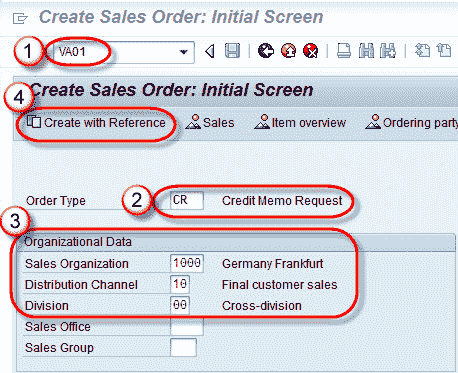 Create Sales Order: Initial Screen
1 VA01
Create Sales Order: Initial Screen
4
Create with Reference Sales Item overview Ordering party
Order Type 2 CR Credit Memo Request
3
Organizational Data
Sales Organization 1000 Germany Frankfurt
Distribution Channel 10 Final customer sales
Division 00 Cross-division
Sales Office
Sales Group